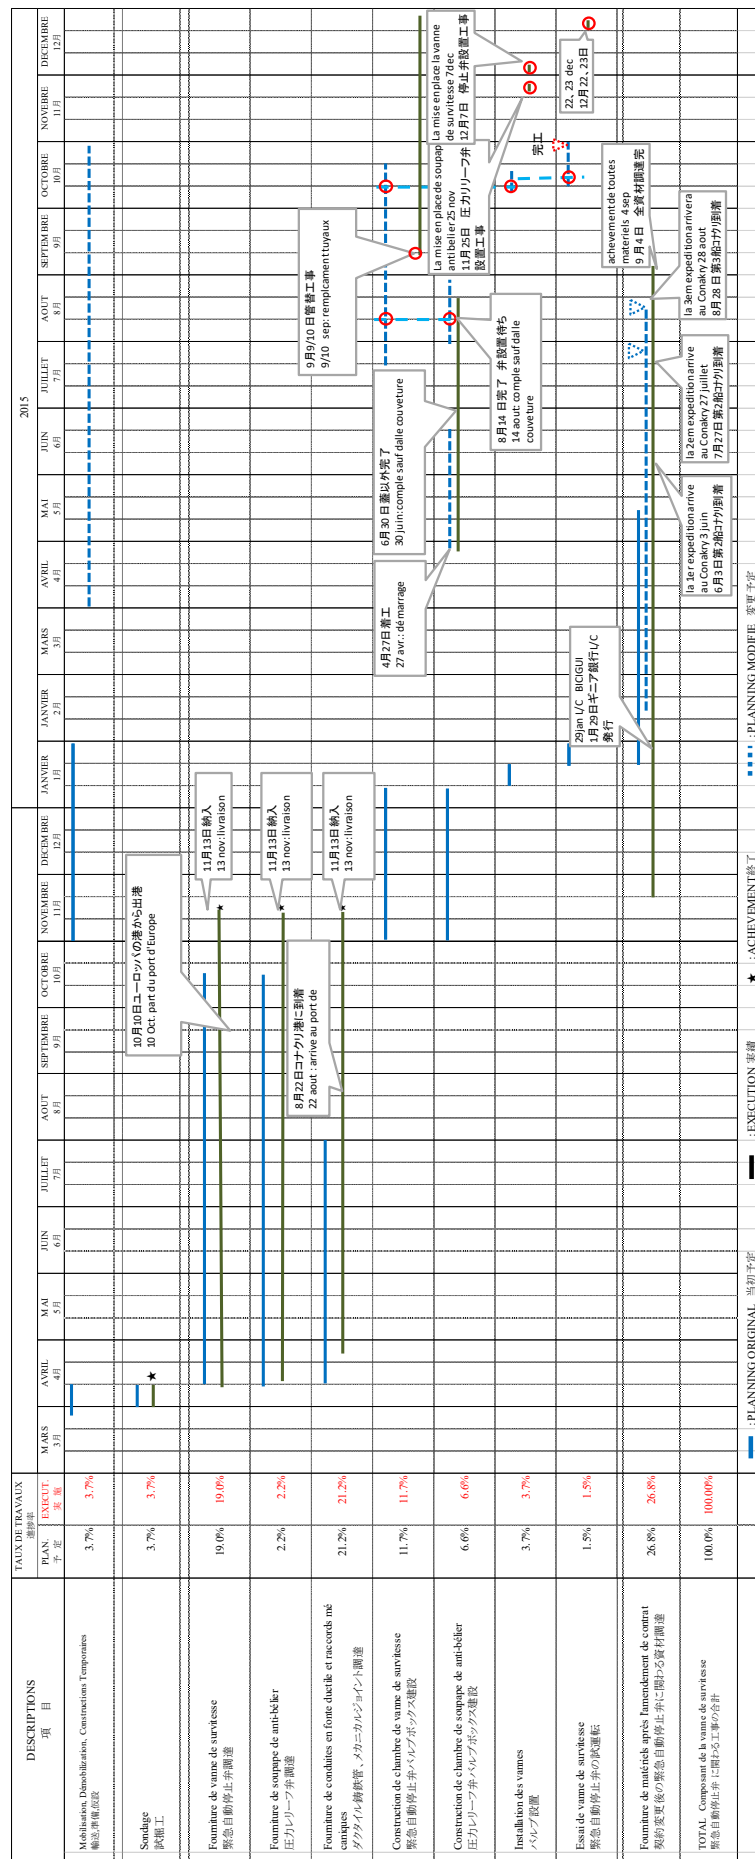 DESCRIPTIONS
項　目
TAUX DE TRAVAUX
進捗率
PLAN.
予 定
EXECUT.
実 施
2015
MARS
3月
AVRIL
4月
MAI
5月
JUIN
6月
JUILLET
7月
AOUT
8月
SEPTEMBRE
9月
OCTOBRE
10月
NOVEMBRE
11月
DECEMBRE
12月
JANVIER
1月
JANVIER
2月
MARS
3月
AVRIL
4月
MAI
5月
JUIN
6月
JUILLET
7月
AOUT
8月
SEPTEMBRE
9月
OCTOBRE
10月
NOVEBRE
11月
DECEMBRE
12月
Mobilisation, Démobilization, Constructions Temporaires
輸送,準備,仮設
3.7%
3.7%
Sondage
試掘工
3.7%
3.7%
★
Fourniture de vanne de survitesse
緊急自動停止弁調達
19.0%
19.0%
10月10日ユーロッパの港から出港
10 Oct. part du port d'Europe
11月13日納入
13 nov:livraison
★
Fourniture de soupape de anti-bélier
圧力レリーフ弁調達
2.2%
2.2%
11月13日納入
13 nov:livraison
★
Fourniture de conduites en fonte ductile et raccords mé
caniques
ダクタイル鋳鉄管、メカニカルジョイント調達
21.2%
21.2%
8月22日コナクリ港に到着
22 aout : arrive au port de
11月13日納入
13 nov:livraison
★
Construction de chambre de vanne de survitesse
緊急自動停止弁バルブボックス建設
11.7%
11.7%
9月9/10日管替工事
9/10 sep: remplcament tuyaux
Construction de chambre de soupape de anti-bélier
圧力レリーフ弁バルブボックス建設
6.6%
6.6%
4月27日着工
27 avr.: démarrage
6月30日蓋以外完了
30 juin:comple sauf dalle couveture
8月14日完了 弁設置待ち
14 aout: comple sauf dalle
couveture
Installation des vannes
バルブ設置
3.7%
3.7%
La mise en place de soupap
anti belier 25 nov
11月25日 圧力リリーフ弁
設置工事
La mise en place la vanne
de survitesse 7dec
12月7日 停止弁設置工事
Essai de vanne de survitesse
緊急自動停止弁の試運転
1.5%
1.5%
完工
22, 23 dec
12月22、23日
Fourniture de matériels après l'amendement de contrat
契約変更後の緊急自動停止弁に関わる資材調達
26.8%
26.8%
29jan L/C BICIGUI
1月29日ギニア銀行L/C
発行
achevement de toutes
materiels 4 sep
9月4日 全資材調達完
TOTAL Composant de la vanne de survitesse
緊急自動停止弁に関わる工事の合計
100.0%
100.00%
la 1er expedition arrive
au Conakry 3 juin
6月3日第2船コナクリ到着
la 2em expedition arrive
au Conakry 27 juillet
7月27日第2船コナクリ到着
la 3em expedition arrivera
au Conakry 28 aout
8月28日第3船コナクリ到着
:PLANNING ORIGINAL 当初予定
:EXECUTION 実績
★ :ACHEVEMENT終了
:PLANNING MODIFIE 変更予定